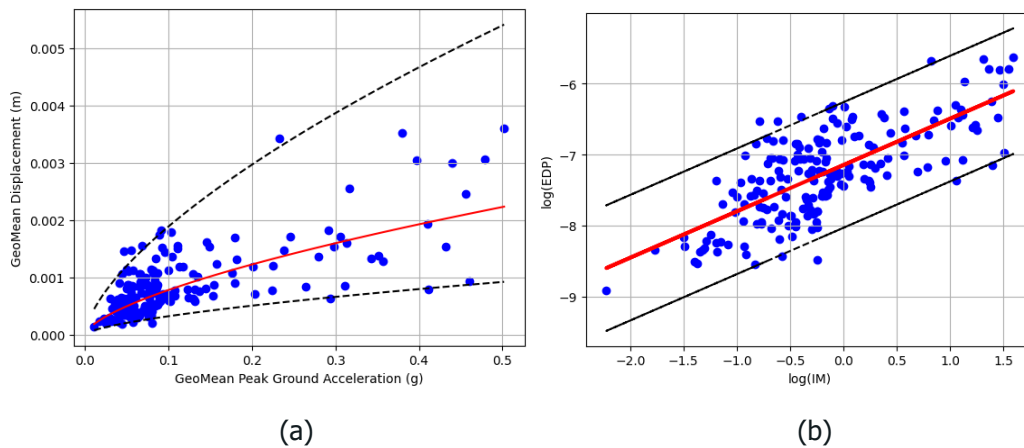 0.005
0.004
0.003
0.002
0.001
0.000
GeoMean Displacement (m)
0.0 0.1 0.2 0.3 0.4 0.5
GeoMean Peak Ground Acceleration (g)
(a)
−6
−7
−8
−9
log(EDP)
−2.0 −1.5 −1.0 −0.5 0.0 0.5 1.0 1.5
log(IM)
(b)